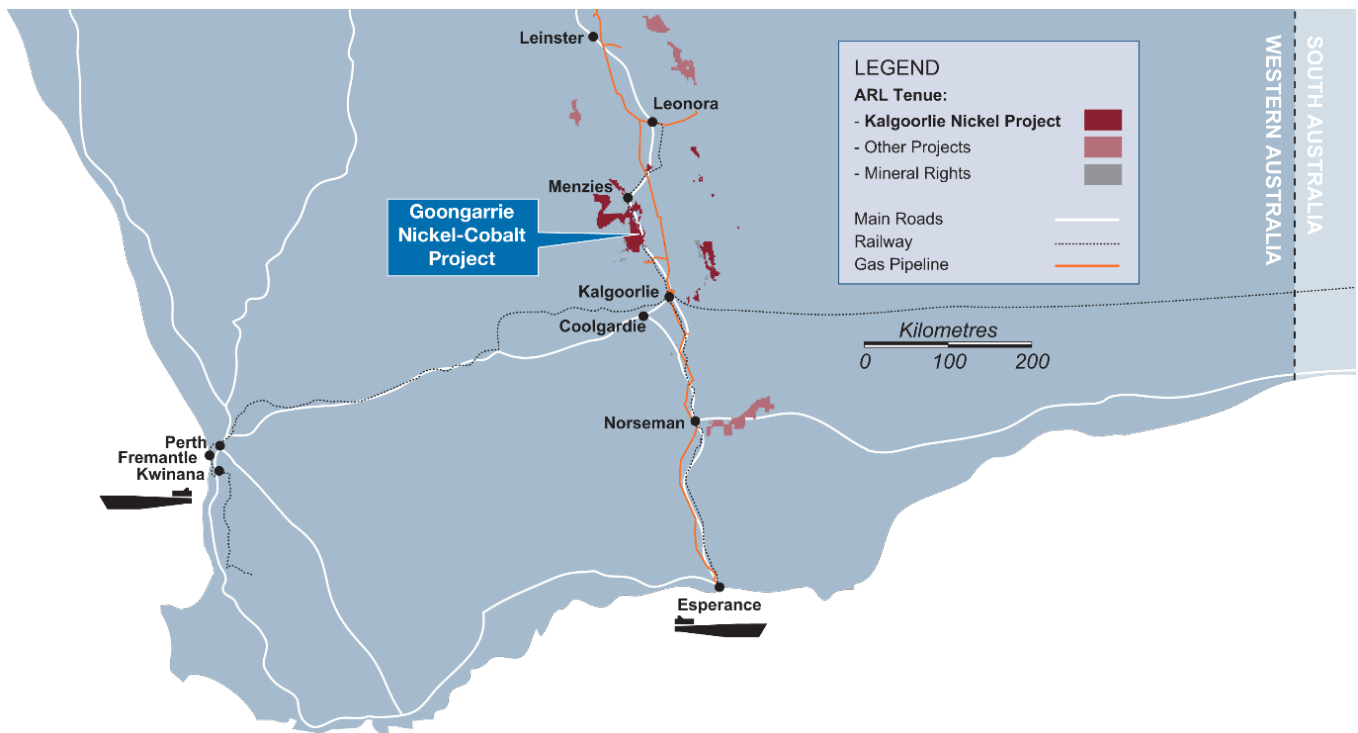 Leinster
Leonora
Menzies
Goongarrie
Nickel-Cobalt
Project
Kalgoorlie
Coolgardie
Norseman
Perth
Fremantle
Kwinana
Esperance
LEGEND
ARL Tenue:
- Kalgoorlie Nickel Project
- Other Projects
- Mineral Rights
Main Roads
Railway
Gas Pipeline
Kilometres
0 100 200
WESTERN AUSTRALIA
SOUTH AUSTRALIA